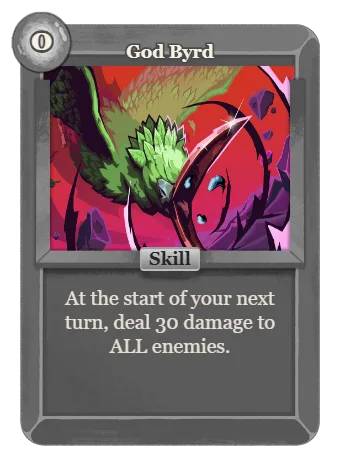 0
God Byrd
Skill
At the start of your next
turn, deal 30 damage to
ALL enemies.